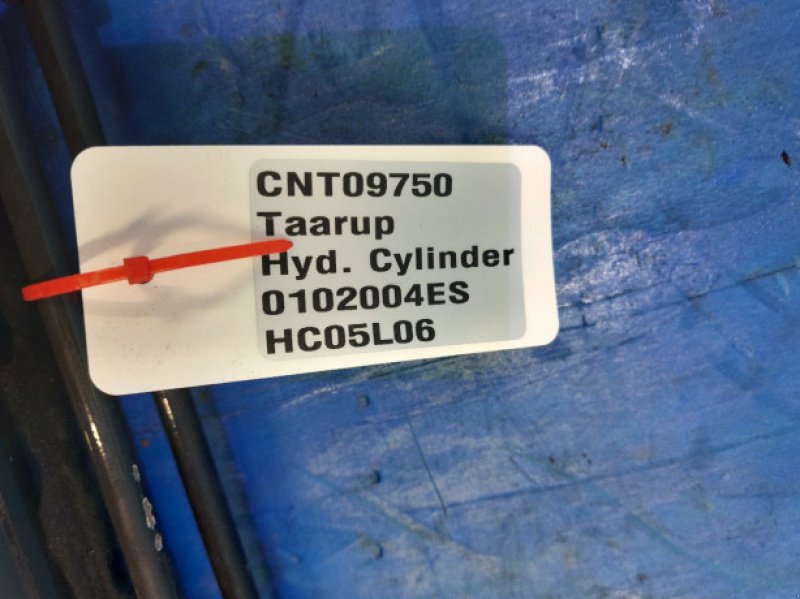 CNT09750
Taarup
Hyd. Cylinder
0102004ES
HC05L06